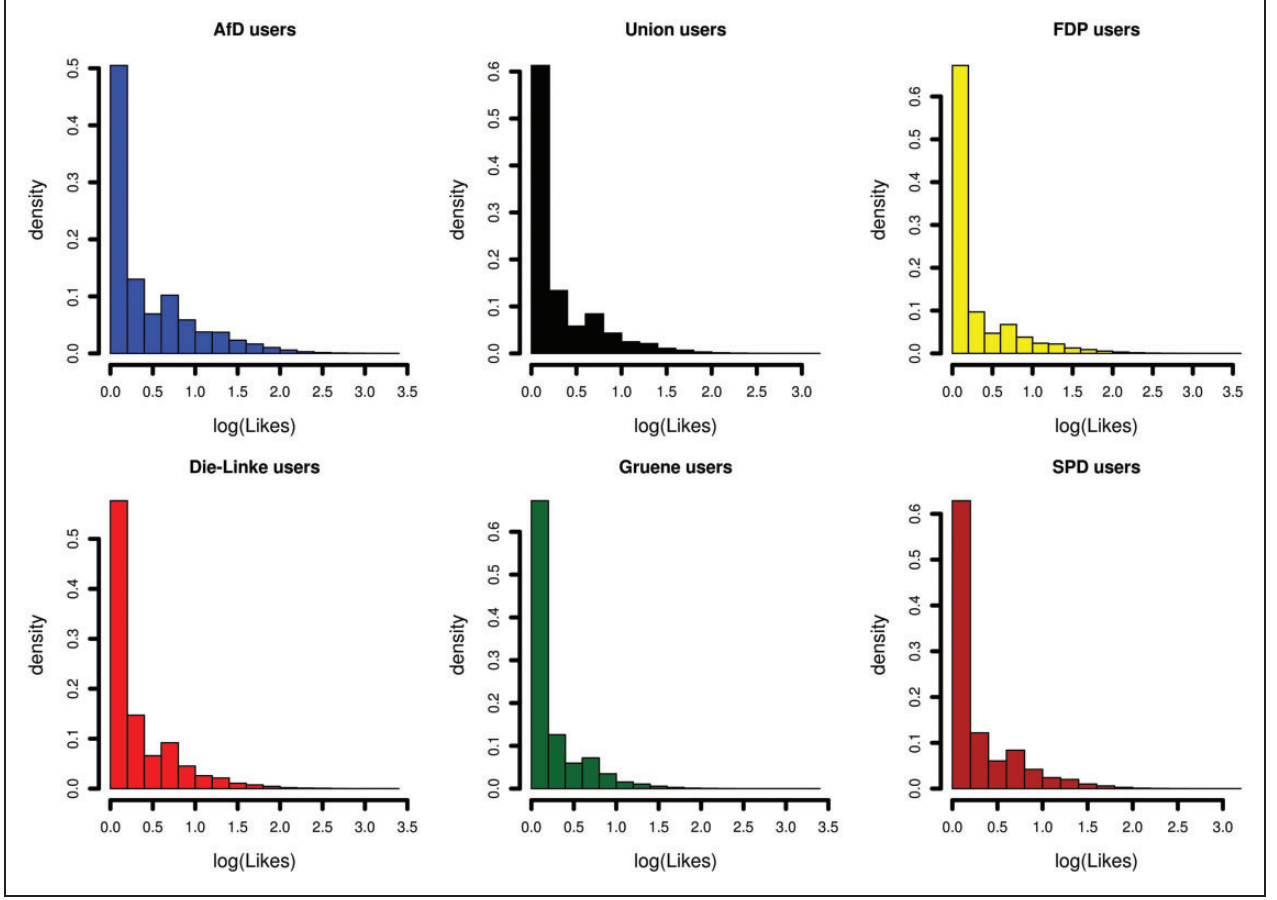 AfD users
Union users
FDP users
density
0.0 0.1 0.2 0.3 0.4 0.5
0.0 0.5 1.0 1.5 2.0 2.5 3.0 3.5
log(Likes)
density
0.0 0.1 0.2 0.3 0.4 0.5 0.6
0.0 0.5 1.0 1.5 2.0 2.5 3.0
log(Likes)
density
0.0 0.1 0.2 0.3 0.4 0.5 0.6
0.0 0.5 1.0 1.5 2.0 2.5 3.0 3.5
log(Likes)
Die-Linke users
Gruene users
SPD users
density
0.0 0.1 0.2 0.3 0.4 0.5
0.0 0.5 1.0 1.5 2.0 2.5 3.0 3.5
log(Likes)
density
0.0 0.1 0.2 0.3 0.4 0.5 0.6
0.0 0.5 1.0 1.5 2.0 2.5 3.0 3.5
log(Likes)
density
0.0 0.1 0.2 0.3 0.4 0.5 0.6
0.0 0.5 1.0 1.5 2.0 2.5 3.0
log(Likes)